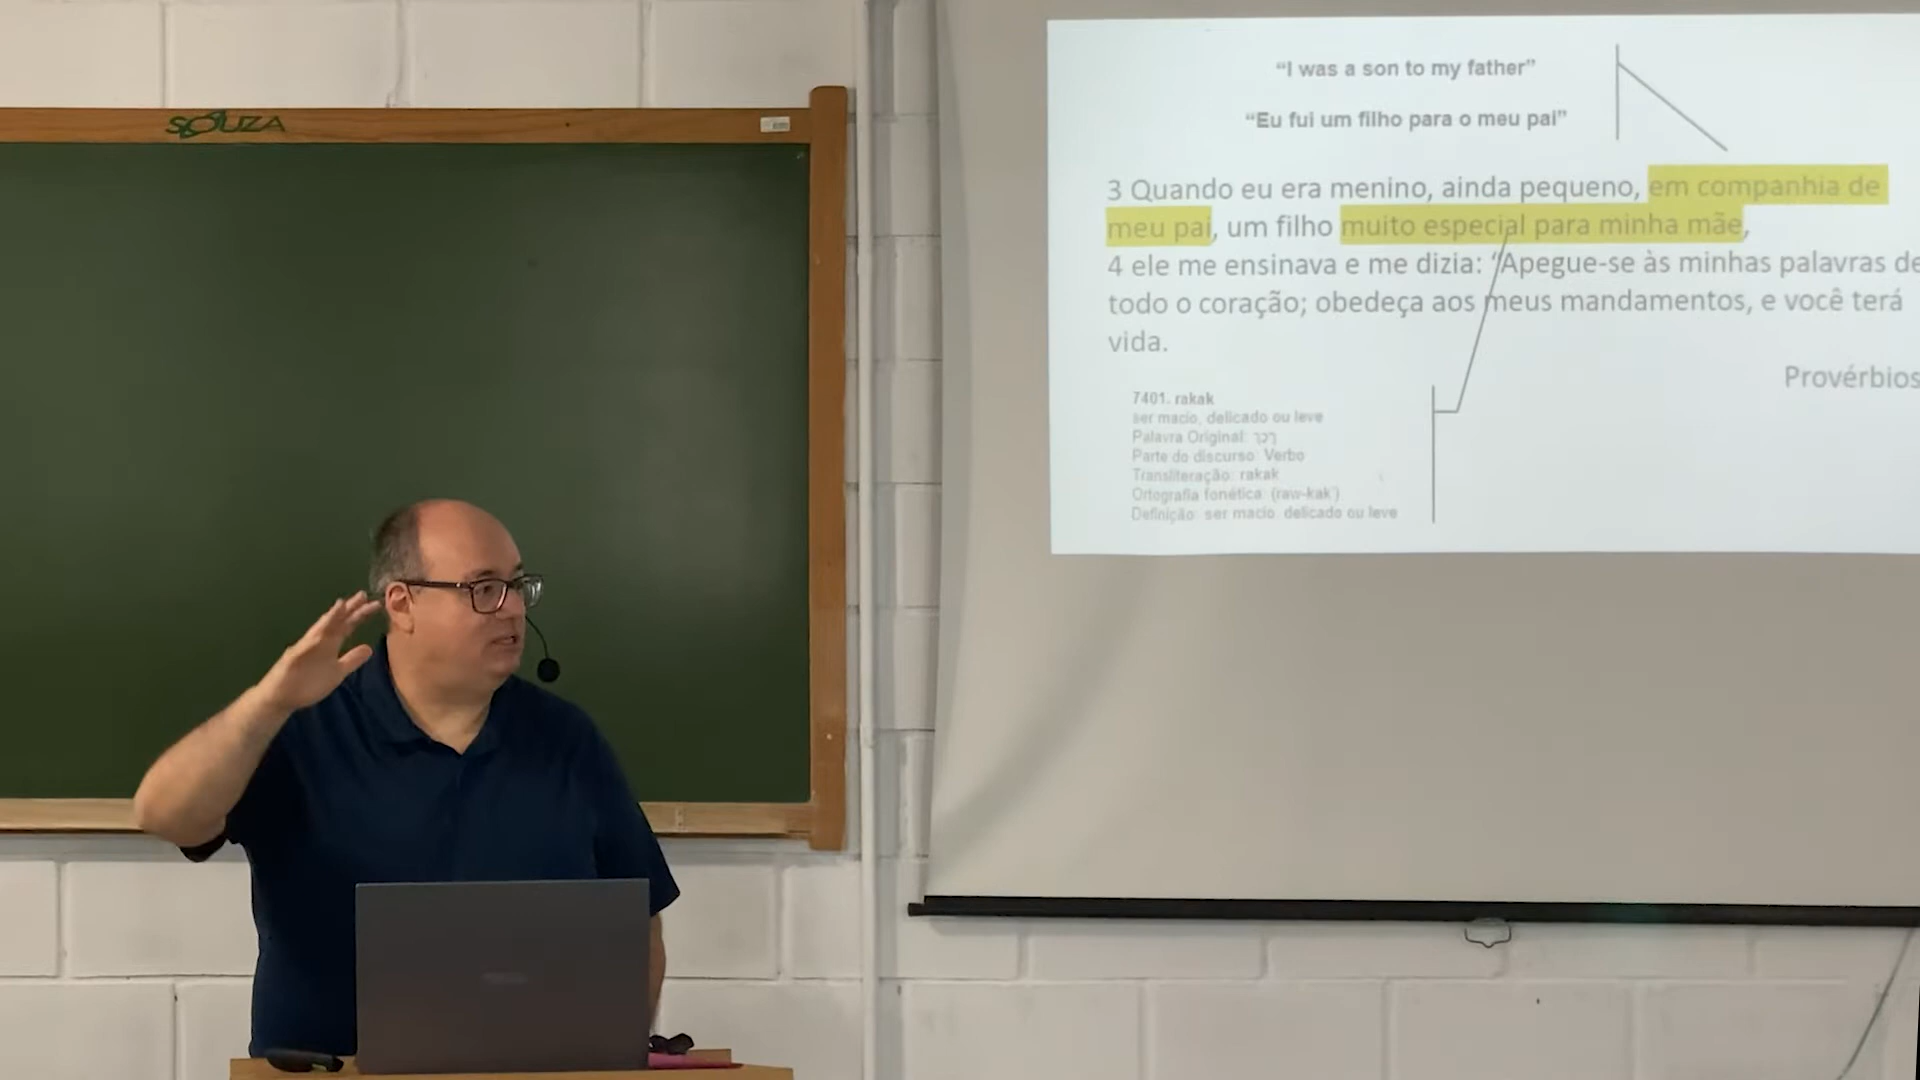 SOUZA
“I was a son to my father”
“Eu fui um filho para o meu pai”
3 Quando eu era menino, ainda pequeno, em companhia de
meu pai, um filho muito especial para minha mãe,
4 ele me ensinava e me dizia: “Apegue-se às minhas palavras de
todo o coração; obedeça aos meus mandamentos, e você terá
vida.
Provérbios
7401. rakak
ser macio, delicado ou leve
Palavra Original: רכך
Parte do discurso: Verbo
Transliteração: rakak
Ortografia fonética: (raw-kak')
Definição: ser macio, delicado ou leve